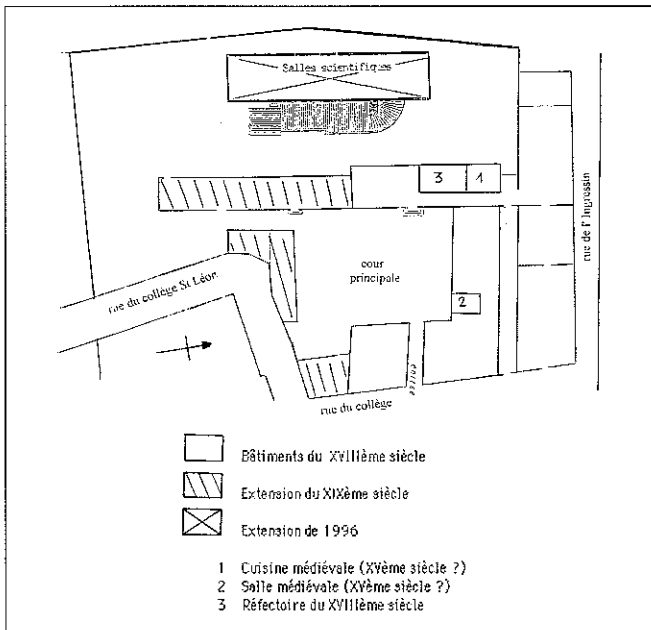 Salles scientifiques
3
1
rue de l'Ingressin
cour
principale
2
rue du collège St Léon
rue du collège
Bâtiments du XVIIIème siècle
Extension du XIXème siècle
Extension de 1996
1 Cuisine médiévale (XVème siècle ?)
2 Salle médiévale (XVème siècle ?)
3 Réfectoire du XVIIIème siècle